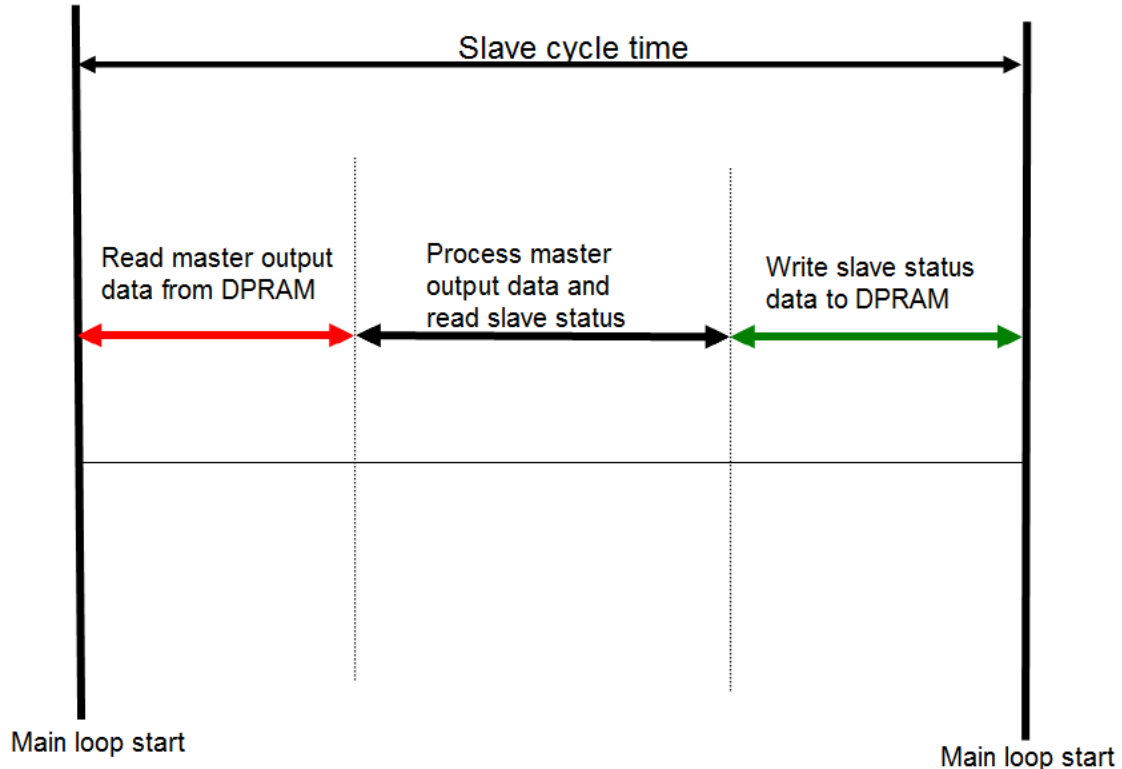 Slave cycle time
Read master output
data from DPRAM
Process master
output data and
read slave status
Write slave status
data to DPRAM
Main loop start
Main loop start